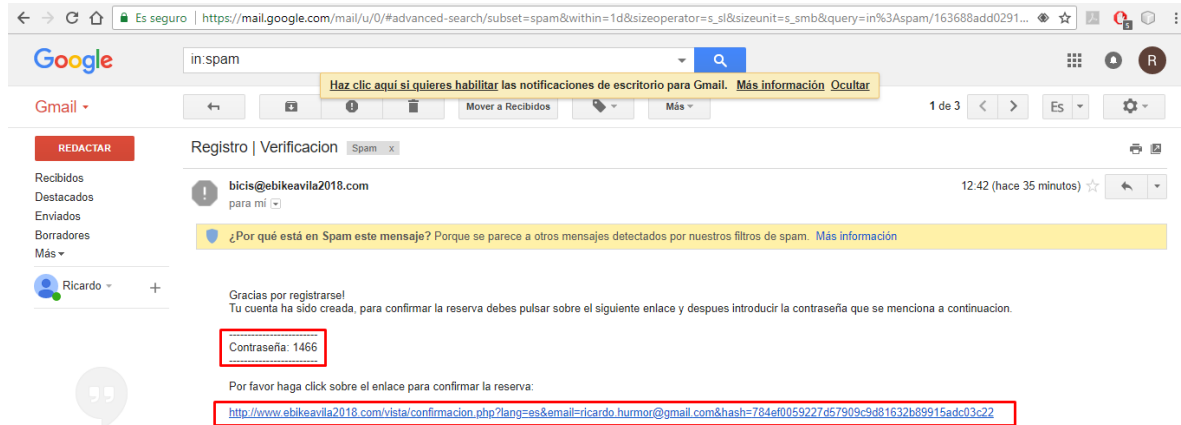 Es seguro | https://mail.google.com/mail/u/0/#advanced-search/subset=spam&within=1d&sizeoperator=s_sl&sizeunit=s_smb&query=in%3Aspam/163688add0291...
Google in:spam R
Haz clic aquí si quieres habilitar las notificaciones de escritorio para Gmail. Más información Ocultar
Gmail Mover a Recibidos Más 1 de 3 Es
REDACTAR Registro | Verificacion Spam x
Recibidos bicis@ebikeavila2018.com 12:42 (hace 35 minutos)
Destacados para mí
Enviados
Borradores ¿Por qué está en Spam este mensaje? Porque se parece a otros mensajes detectados por nuestros filtros de spam. Más información
Más
Ricardo +
Gracias por registrarse!
Tu cuenta ha sido creada, para confirmar la reserva debes pulsar sobre el siguiente enlace y despues introducir la contraseña que se menciona a continuacion.
------------------------
Contraseña: 1466
------------------------
Por favor haga click sobre el enlace para confirmar la reserva:
http://www.ebikeavila2018.com/vista/confirmacion.php?lang=es&email=ricardo.hurmor@gmail.com&hash=784ef0059227d57909c9d81632b89915adc03c22